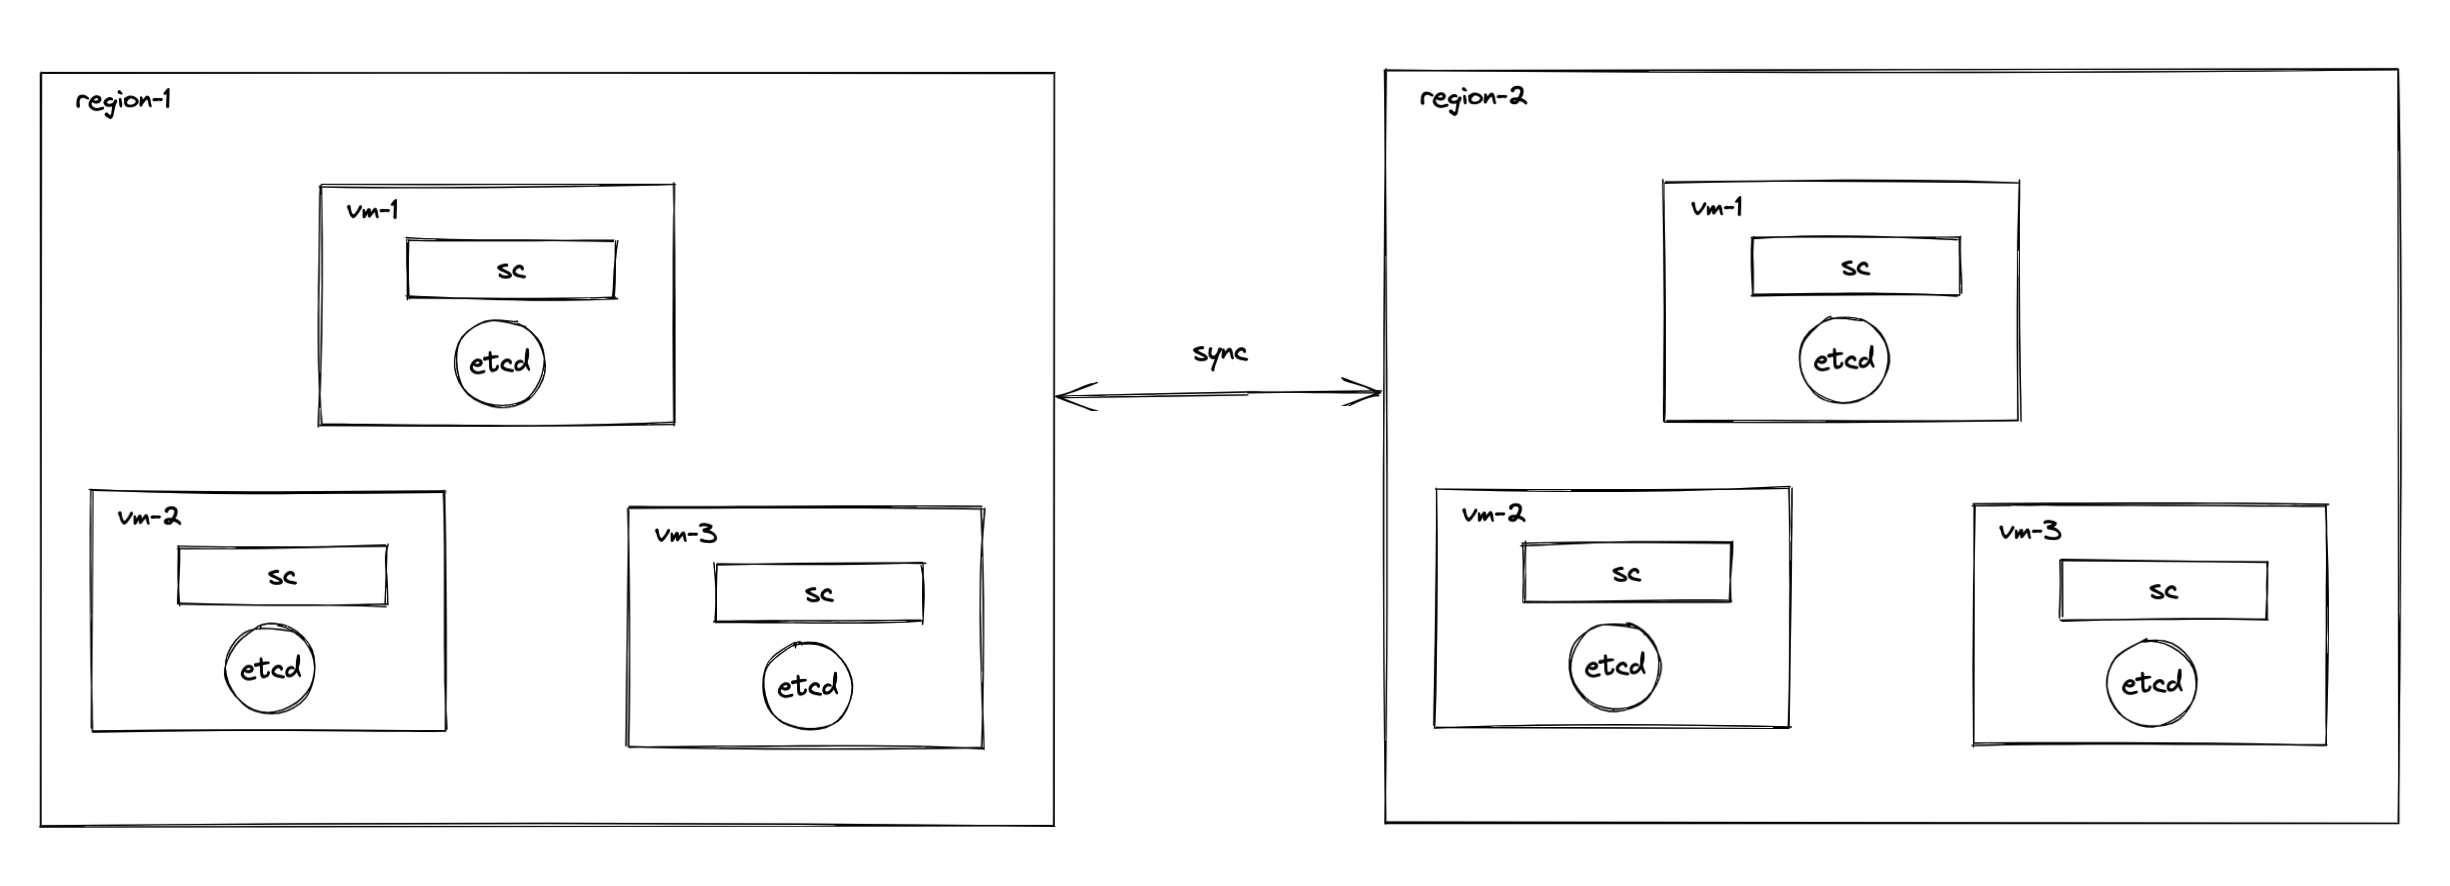 region-1
vm-1
sc
etcd
vm-2
sc
etcd
vm-3
sc
etcd
sync
region-2
vm-1
sc
etcd
vm-2
sc
etcd
vm-3
sc
etcd